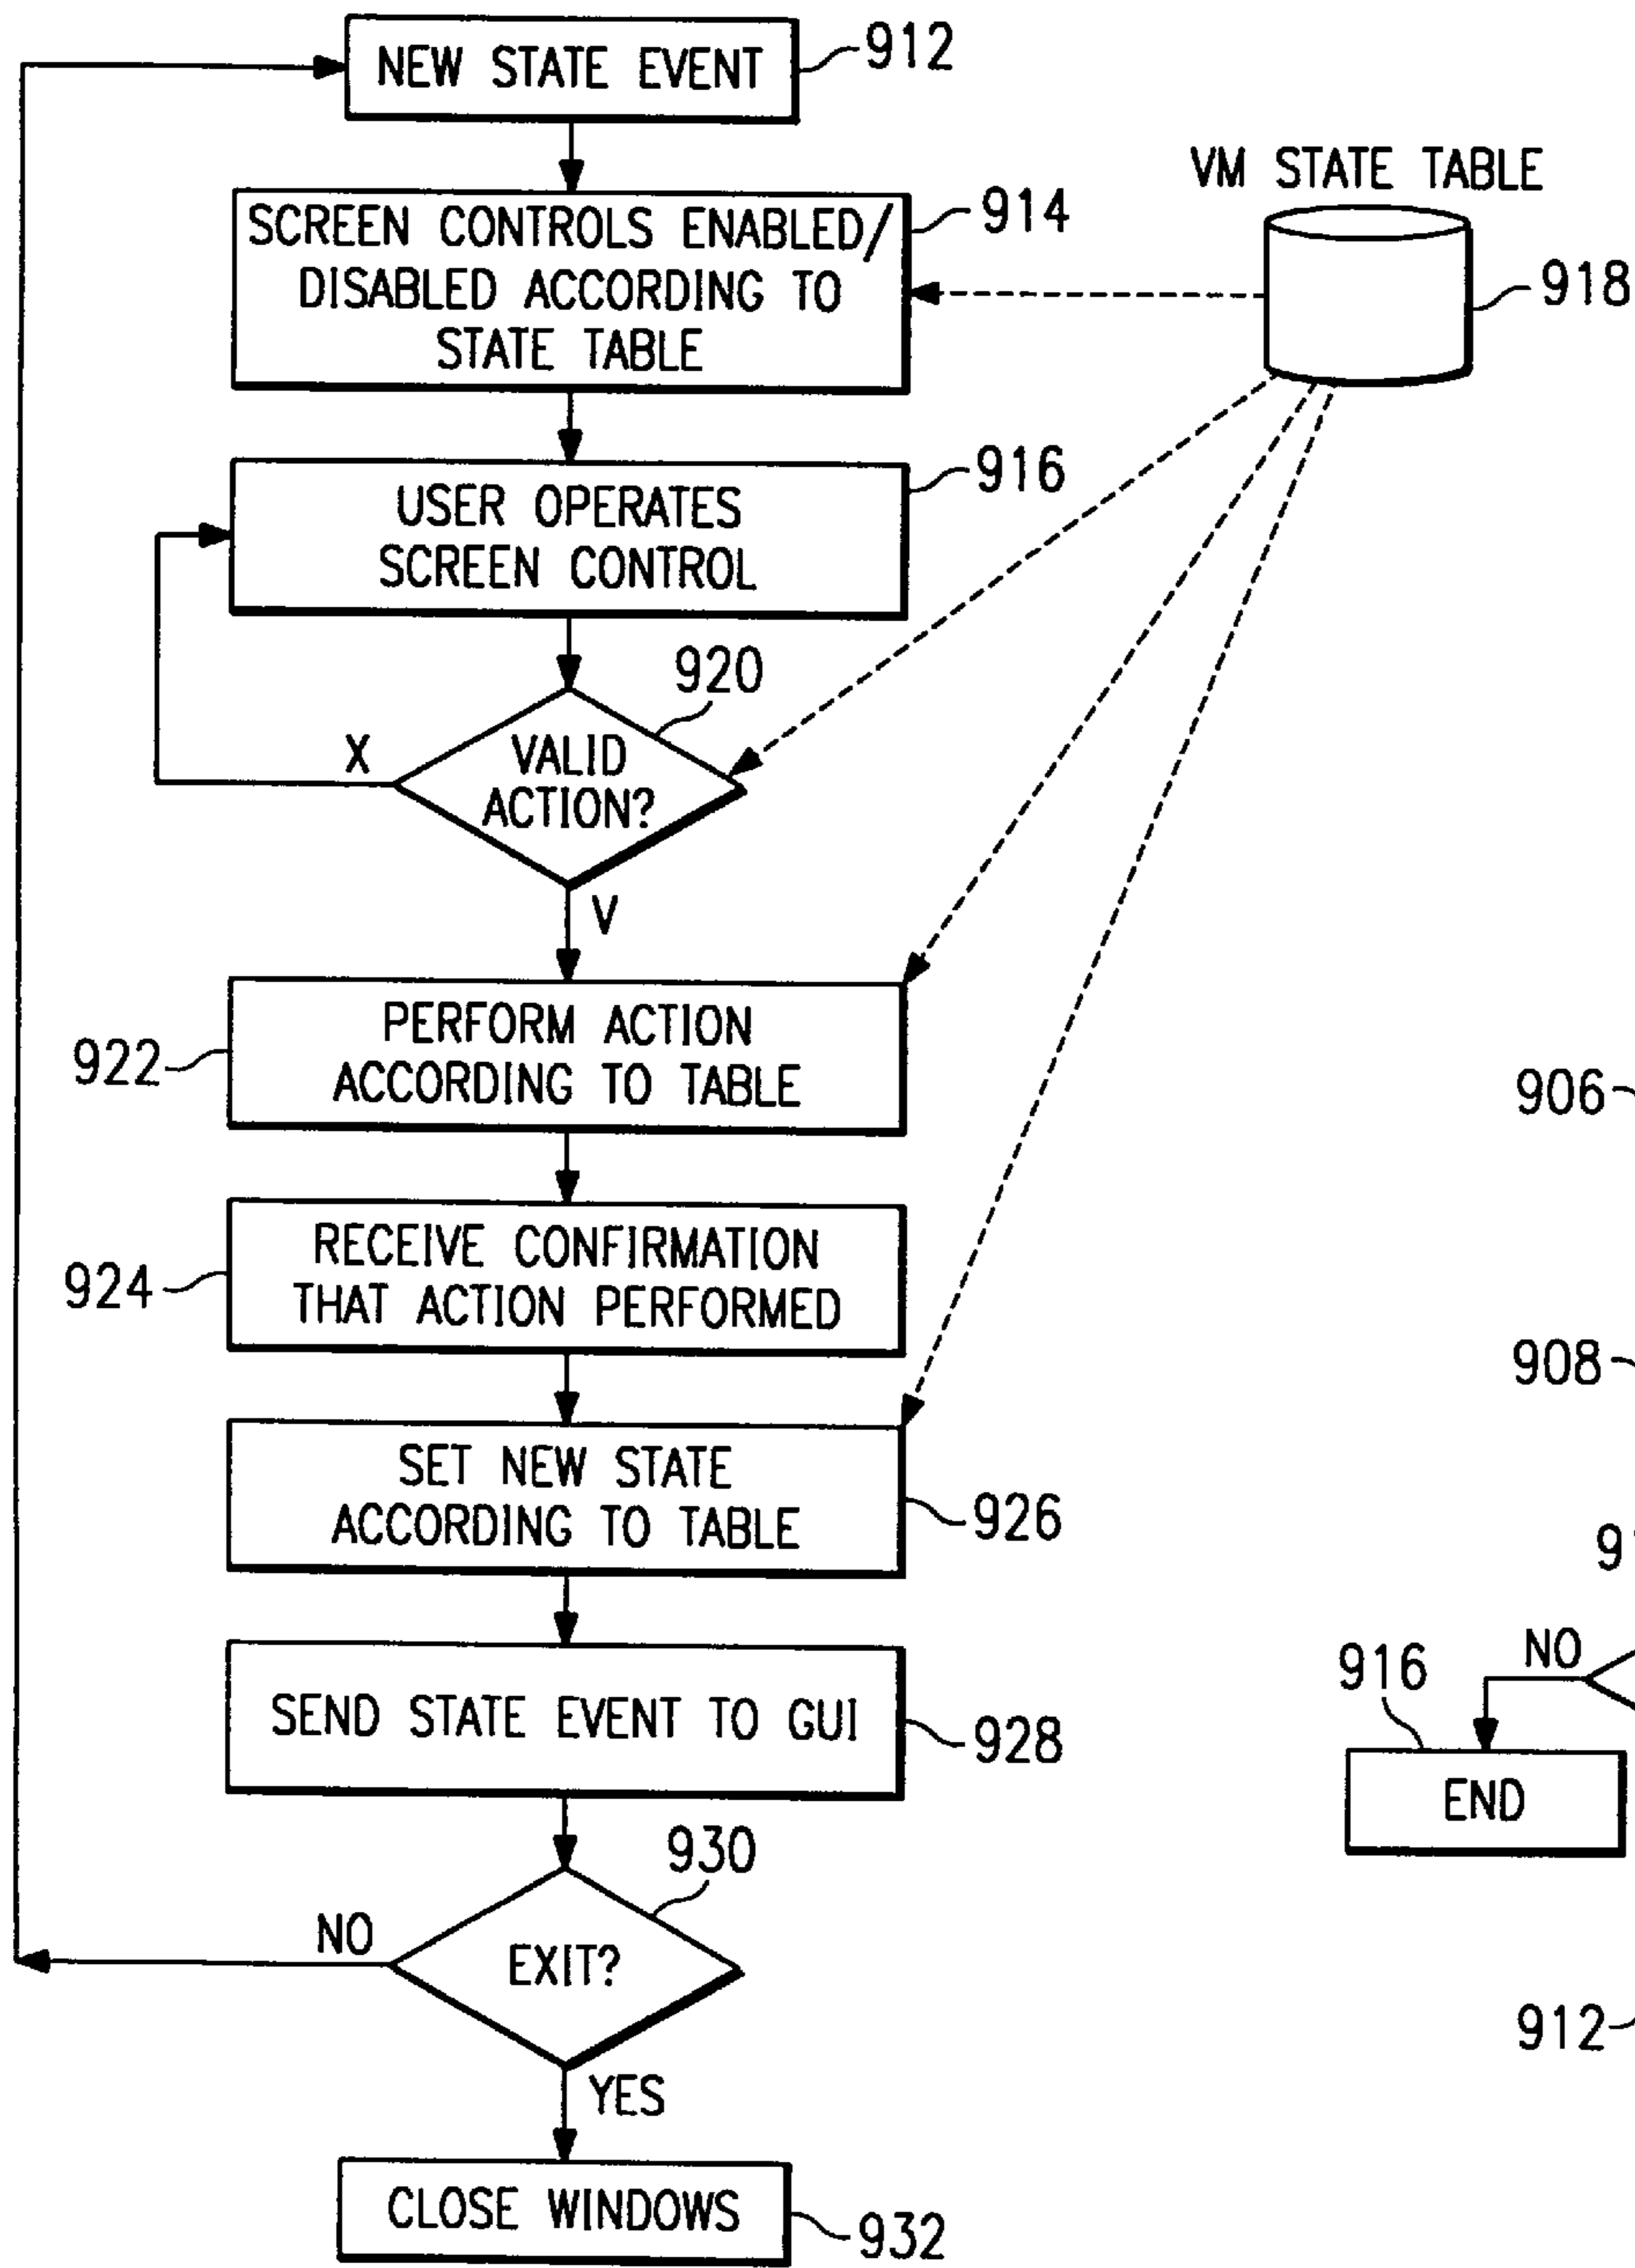 NEW STATE EVENT
912
VM STATE TABLE
SCREEN CONTROLS ENABLED/
DISABLED ACCORDING TO
STATE TABLE
914
918
USER OPERATES
SCREEN CONTROL
916
920
VALID
ACTION?
X
V
PERFORM ACTION
ACCORDING TO TABLE
922
906
RECEIVE CONFIRMATION
THAT ACTION PERFORMED
924
908
SET NEW STATE
ACCORDING TO TABLE
926
SEND STATE EVENT TO GUI
928
916
NO
END
930
EXIT?
NO
YES
912
CLOSE WINDOWS
932